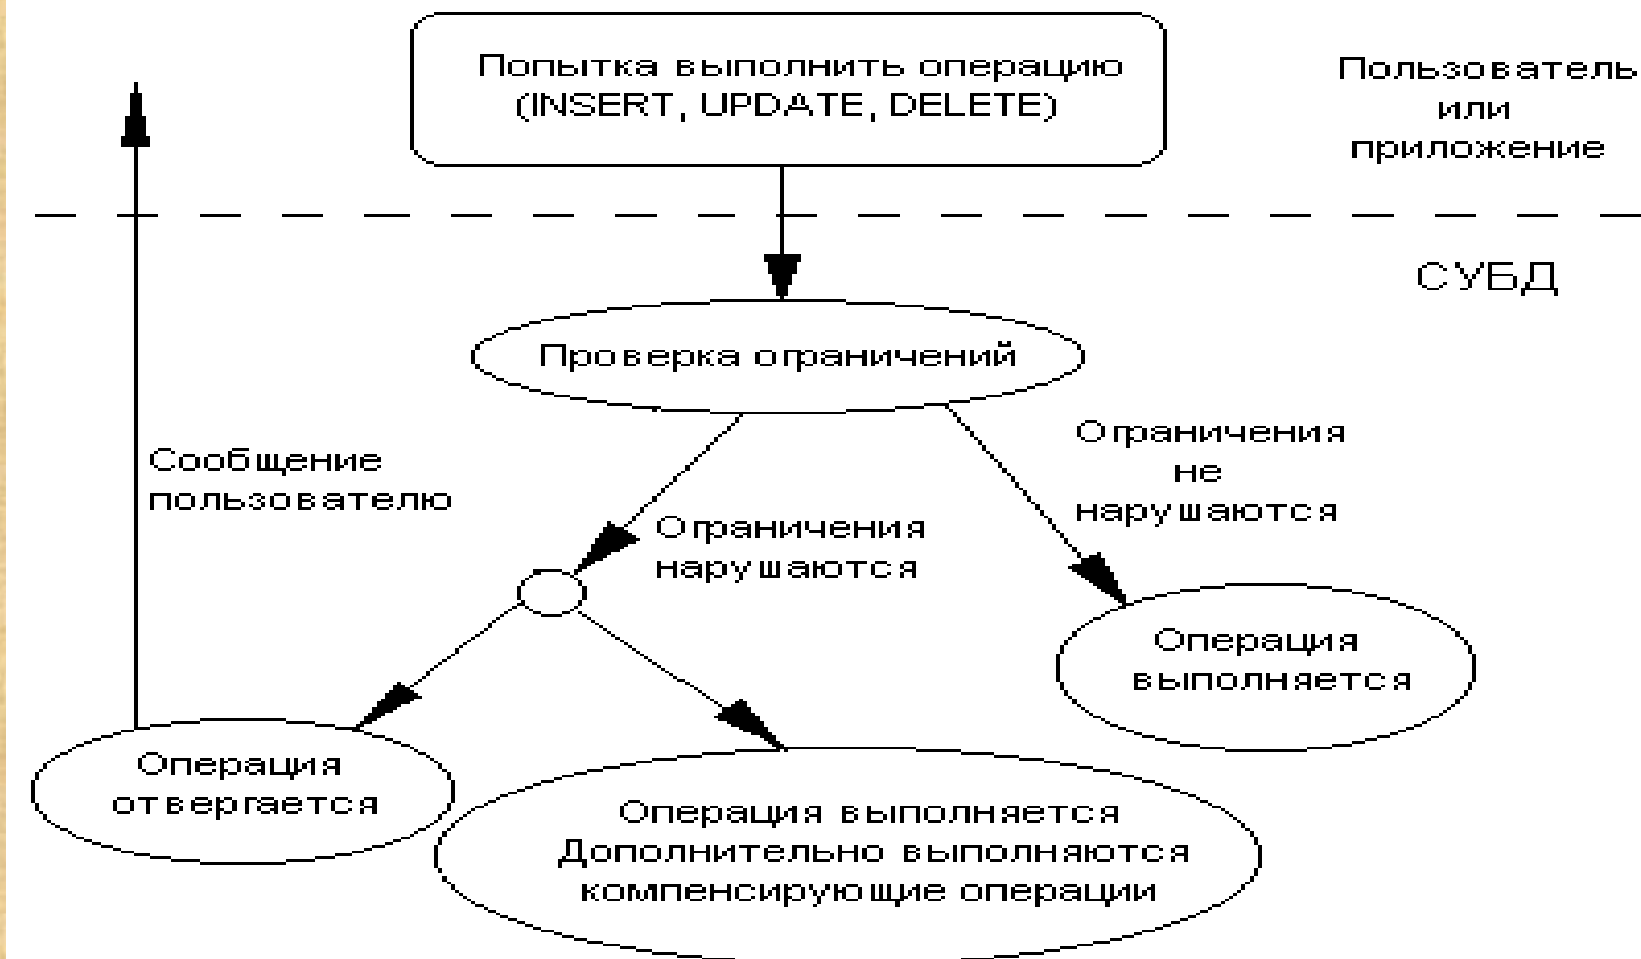 Попытка выполнить операцию
(INSERT, UPDATE, DELETE)
Пользователь
или
приложение
СУБД
Проверка ограничений
Сообщение
пользователю
Ограничения
нарушаются
Ограничения
не
нарушаются
Операция
выполняется
Операция
отвергается
Операция выполняется
Дополнительно выполняются
компенсирующие операции